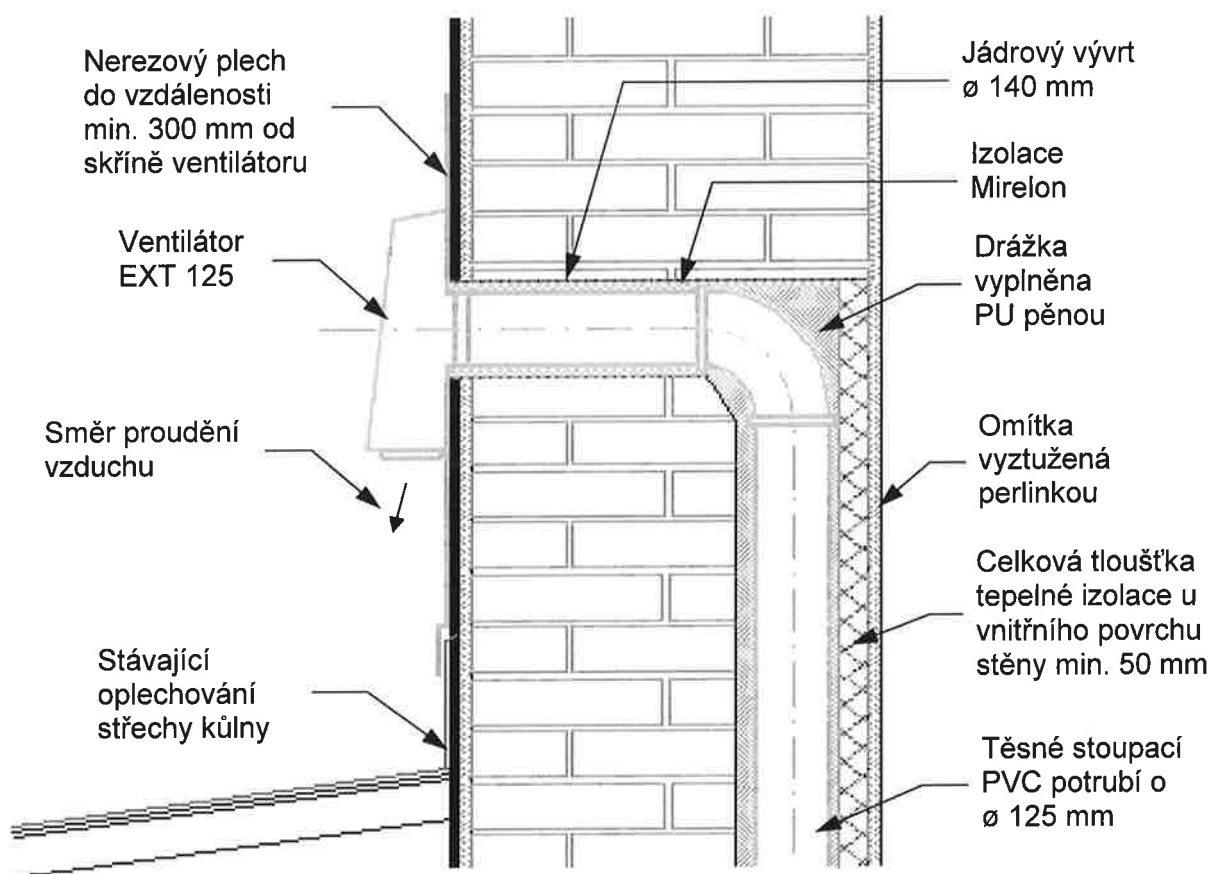 Nerezový plech
do vzdálenosti
min. 300 mm od
skříně ventilátoru
Ventilátor
EXT 125
Směr proudění
vzduchu
Stávající
oplechování
střechy kůlny
Jádrový vývrt
ø 140 mm
Izolace
Mirelon
Drážka
vyplněna
PU pěnou
Omítka
vyztužená
perlinkou
Celková tloušťka
tepelné izolace u
vnitřního povrchu
stěny min. 50 mm
Těsné stoupací
PVC potrubí o
ø 125 mm